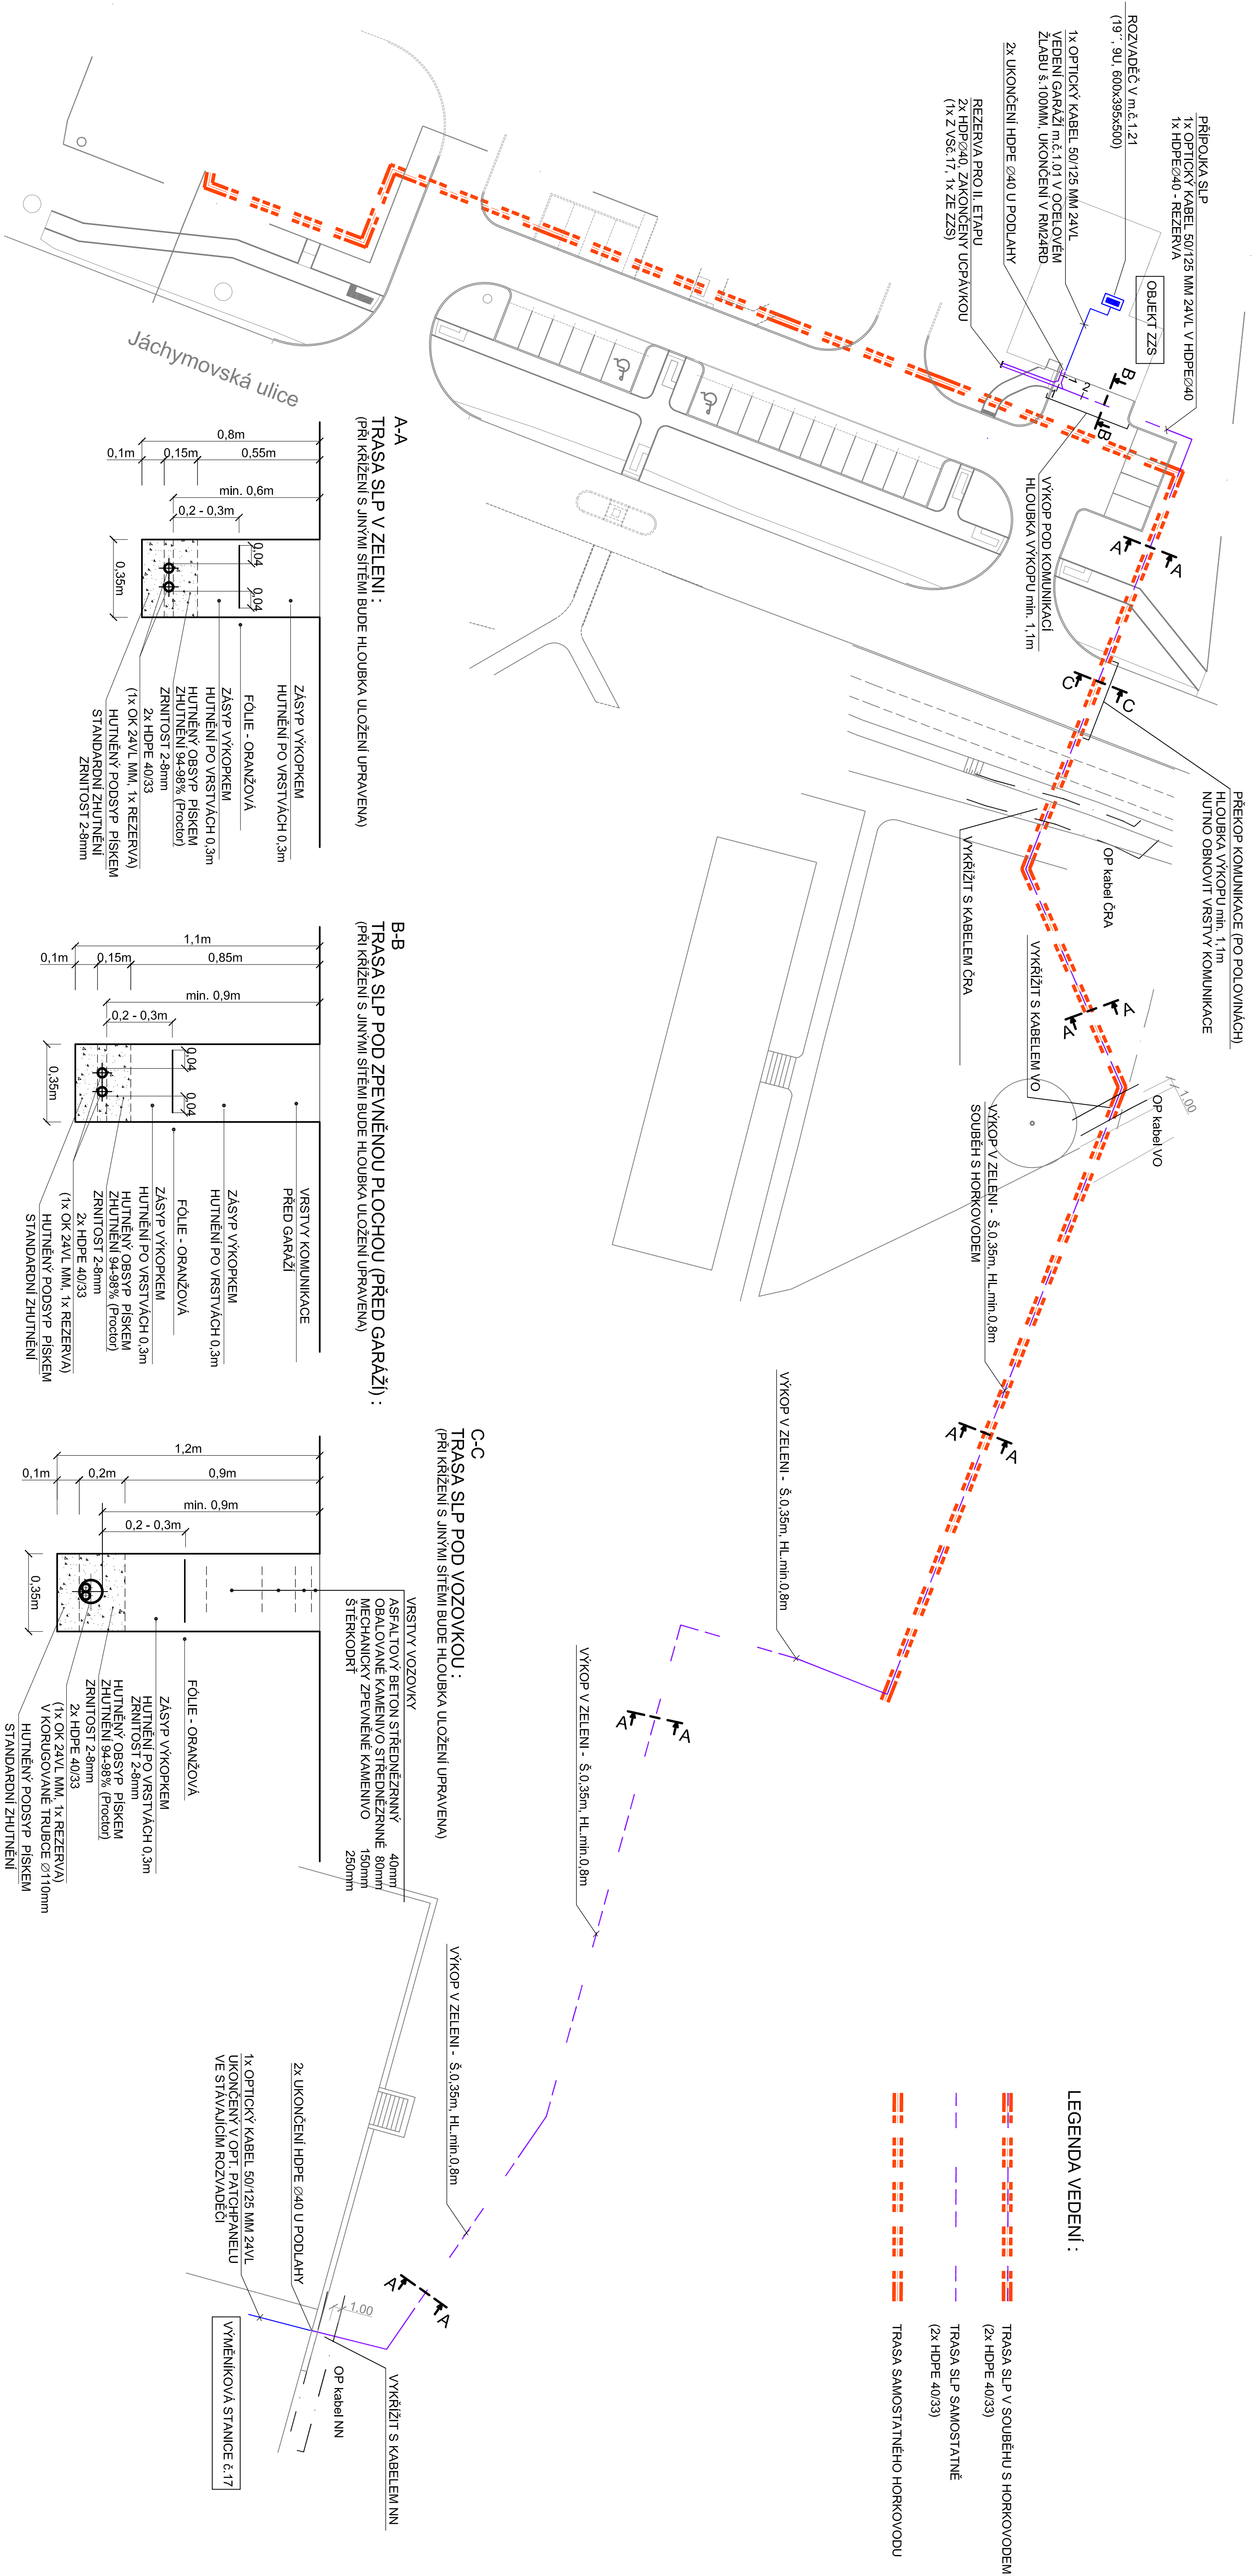 PŘÍPOJKA SLP
1x OPTICKÝ KABEL 50/125 MM 24VL V HDPE∅40
1x HDPE∅40 - REZERVA
ROZVADĚČ V m.č.1.21
(19´´, 9U, 600x395x500)
1x OPTICKÝ KABEL 50/125 MM 24VL
VEDENÍ GARÁŽÍ m.č.1.01 V OCELOVÉM
ŽLABU š.100MM, UKONČENÍ V RM24RD
2x UKONČENÍ HDPE ∅40 U PODLAHY
REZERVA PRO II. ETAPU
2x HDP∅40, ZAKONČENY UCPÁVKOU
(1x Z VSč.17, 1x ZE ZZS)
OBJEKT ZZS
B
B
1
2
VÝKOP POD KOMUNIKACÍ
HLOUBKA VÝKOPU min. 1,1m
A
A
C
C
PŘEKOP KOMUNIKACE (PO POLOVINÁCH)
HLOUBKA VÝKOPU min. 1,1m
NUTNO OBNOVIT VRSTVY KOMUNIKACE
OP kabel ČRA
VYKŘÍŽIT S KABELEM ČRA
A
A
VYKŘÍŽIT S KABELEM VO
OP kabel VO
1.00
VÝKOP V ZELENI - Š.0,35m, HL.min.0,8m
SOUBĚH S HORKOVODEM
A
A
VÝKOP V ZELENI - Š.0,35m, HL.min.0,8m
VÝKOP V ZELENI - Š.0,35m, HL.min.0,8m
A
A
VÝKOP V ZELENI - Š.0,35m, HL.min.0,8m
A
A
2x UKONČENÍ HDPE ∅40 U PODLAHY
1x OPTICKÝ KABEL 50/125 MM 24VL
UKONČENÝ V OPT. PATCHPANELU
VE STÁVAJÍCÍM ROZVADĚČI
1.00
OP kabel NN
VYKŘÍŽIT S KABELEM NN
VÝMĚNÍKOVÁ STANICE č.17
Jáchymovská ulice
LEGENDA VEDENÍ :
TRASA SLP V SOUBĚHU S HORKOVODEM
(2x HDPE 40/33)
TRASA SLP SAMOSTATNĚ
(2x HDPE 40/33)
TRASA SAMOSTATNÉHO HORKOVODU
A-A
TRASA SLP V ZELENI :
(PŘI KŘÍŽENÍ S JINÝMI SÍTĚMI BUDE HLOUBKA ULOŽENÍ UPRAVENA)
0,8m
0,1m
0,15m
0,55m
min. 0,6m
0,2 - 0,3m
0,04
0,04
0,35m
ZÁSYP VÝKOPKEM
HUTNĚNÍ PO VRSTVÁCH 0,3m
FÓLIE - ORANŽOVÁ
ZÁSYP VÝKOPKEM
HUTNĚNÍ PO VRSTVÁCH 0,3m
HUTNĚNÝ OBSYP PÍSKEM
ZHUTNĚNÍ 94-98% (Proctor)
ZRNITOST 2-8mm
2x HDPE 40/33
(1x OK 24VL MM, 1x REZERVA)
HUTNĚNÝ PODSYP PÍSKEM
STANDARDNÍ ZHUTNĚNÍ
ZRNITOST 2-8mm
B-B
TRASA SLP POD ZPEVNĚNOU PLOCHOU (PŘED GARÁŽÍ) :
(PŘI KŘÍŽENÍ S JINÝMI SÍTĚMI BUDE HLOUBKA ULOŽENÍ UPRAVENA)
1,1m
0,1m
0,15m
0,85m
min. 0,9m
0,2 - 0,3m
0,04
0,04
0,35m
VRSTVY KOMUNIKACE
PŘED GARÁŽÍ
ZÁSYP VÝKOPKEM
HUTNĚNÍ PO VRSTVÁCH 0,3m
FÓLIE - ORANŽOVÁ
ZÁSYP VÝKOPKEM
HUTNĚNÍ PO VRSTVÁCH 0,3m
HUTNĚNÝ OBSYP PÍSKEM
ZHUTNĚNÍ 94-98% (Proctor)
ZRNITOST 2-8mm
2x HDPE 40/33
(1x OK 24VL MM, 1x REZERVA)
HUTNĚNÝ PODSYP PÍSKEM
STANDARDNÍ ZHUTNĚNÍ
C-C
TRASA SLP POD VOZOVKOU :
(PŘI KŘÍŽENÍ S JINÝMI SÍTĚMI BUDE HLOUBKA ULOŽENÍ UPRAVENA)
1,2m
0,1m
0,2m
0,9m
min. 0,9m
0,2 - 0,3m
0,35m
VRSTVY VOZOVKY
ASFALTOVÝ BETON STŘEDNĚZRNNÝ 40mm
OBALOVANÉ KAMENIVO STŘEDNĚZRNNÉ 80mm
MECHANICKY ZPEVNĚNÉ KAMENIVO 150mm
ŠTĚRKODRŤ 250mm
FÓLIE - ORANŽOVÁ
ZÁSYP VÝKOPKEM
HUTNĚNÍ PO VRSTVÁCH 0,3m
ZRNITOST 2-8mm
HUTNĚNÝ OBSYP PÍSKEM
ZHUTNĚNÍ 94-98% (Proctor)
ZRNITOST 2-8mm
2x HDPE 40/33
(1x OK 24VL MM, 1x REZERVA)
V KORUGOVANÉ TRUBCE ∅110mm
HUTNĚNÝ PODSYP PÍSKEM
STANDARDNÍ ZHUTNĚNÍ